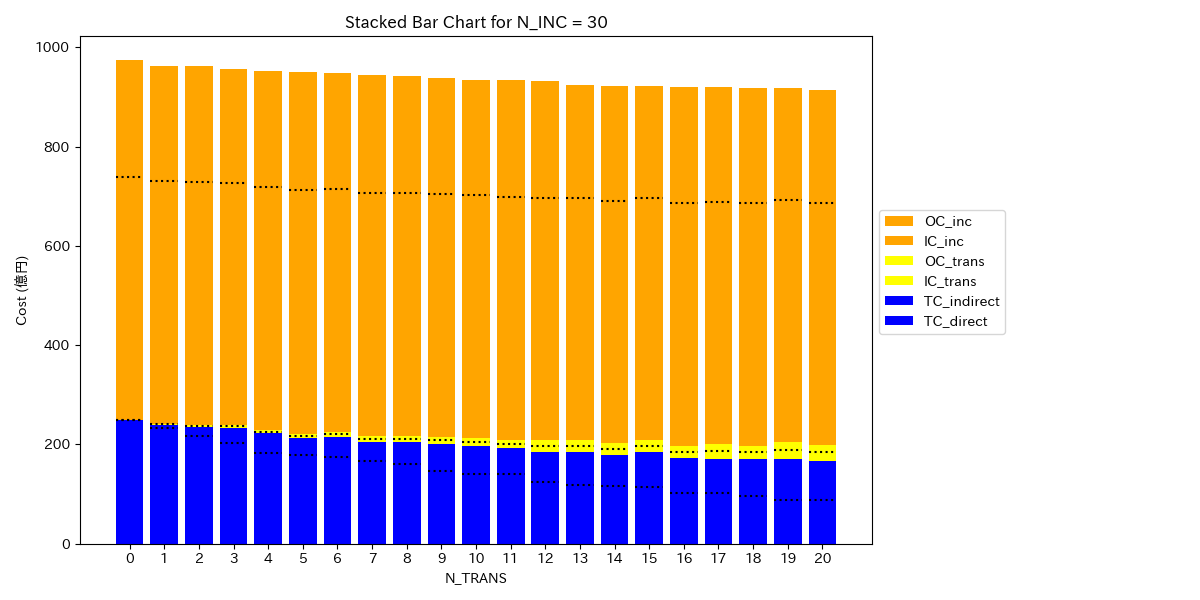 Stacked Bar Chart for N_INC = 30
Cost (億円)
1000
800
600
400
200
0
0 1 2 3 4 5 6 7 8 9 10 11 12 13 14 15 16 17 18 19 20
N_TRANS
OC_inc
IC_inc
OC_trans
IC_trans
TC_indirect
TC_direct